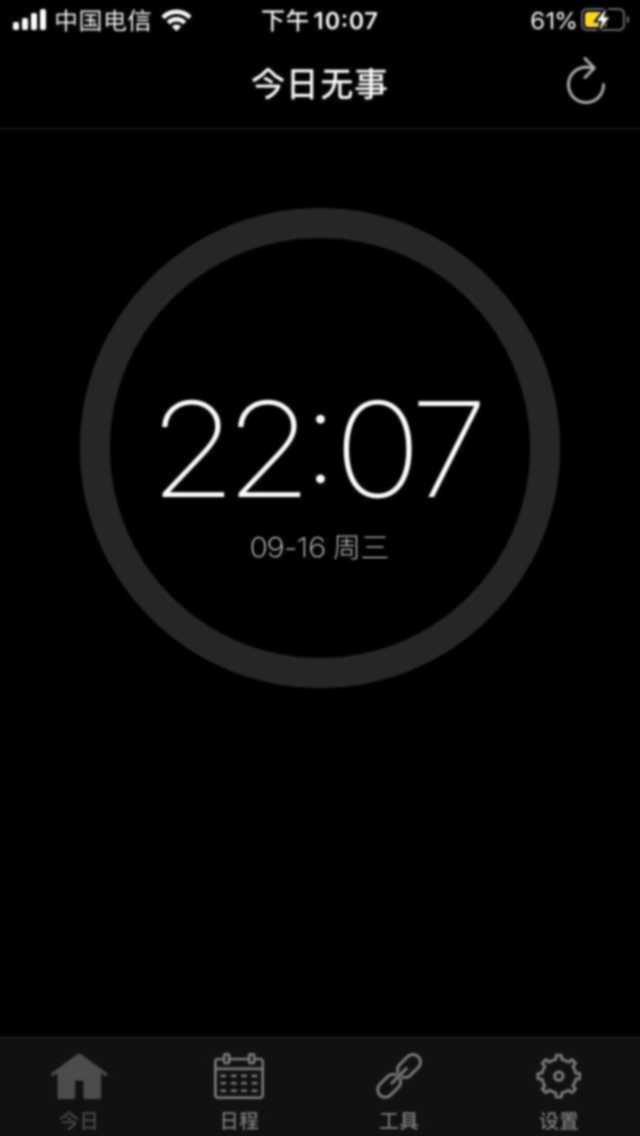 中国电信 下午10:07 61%
今日无事
22:07
09-16 周三
今日 日程 工具 设置